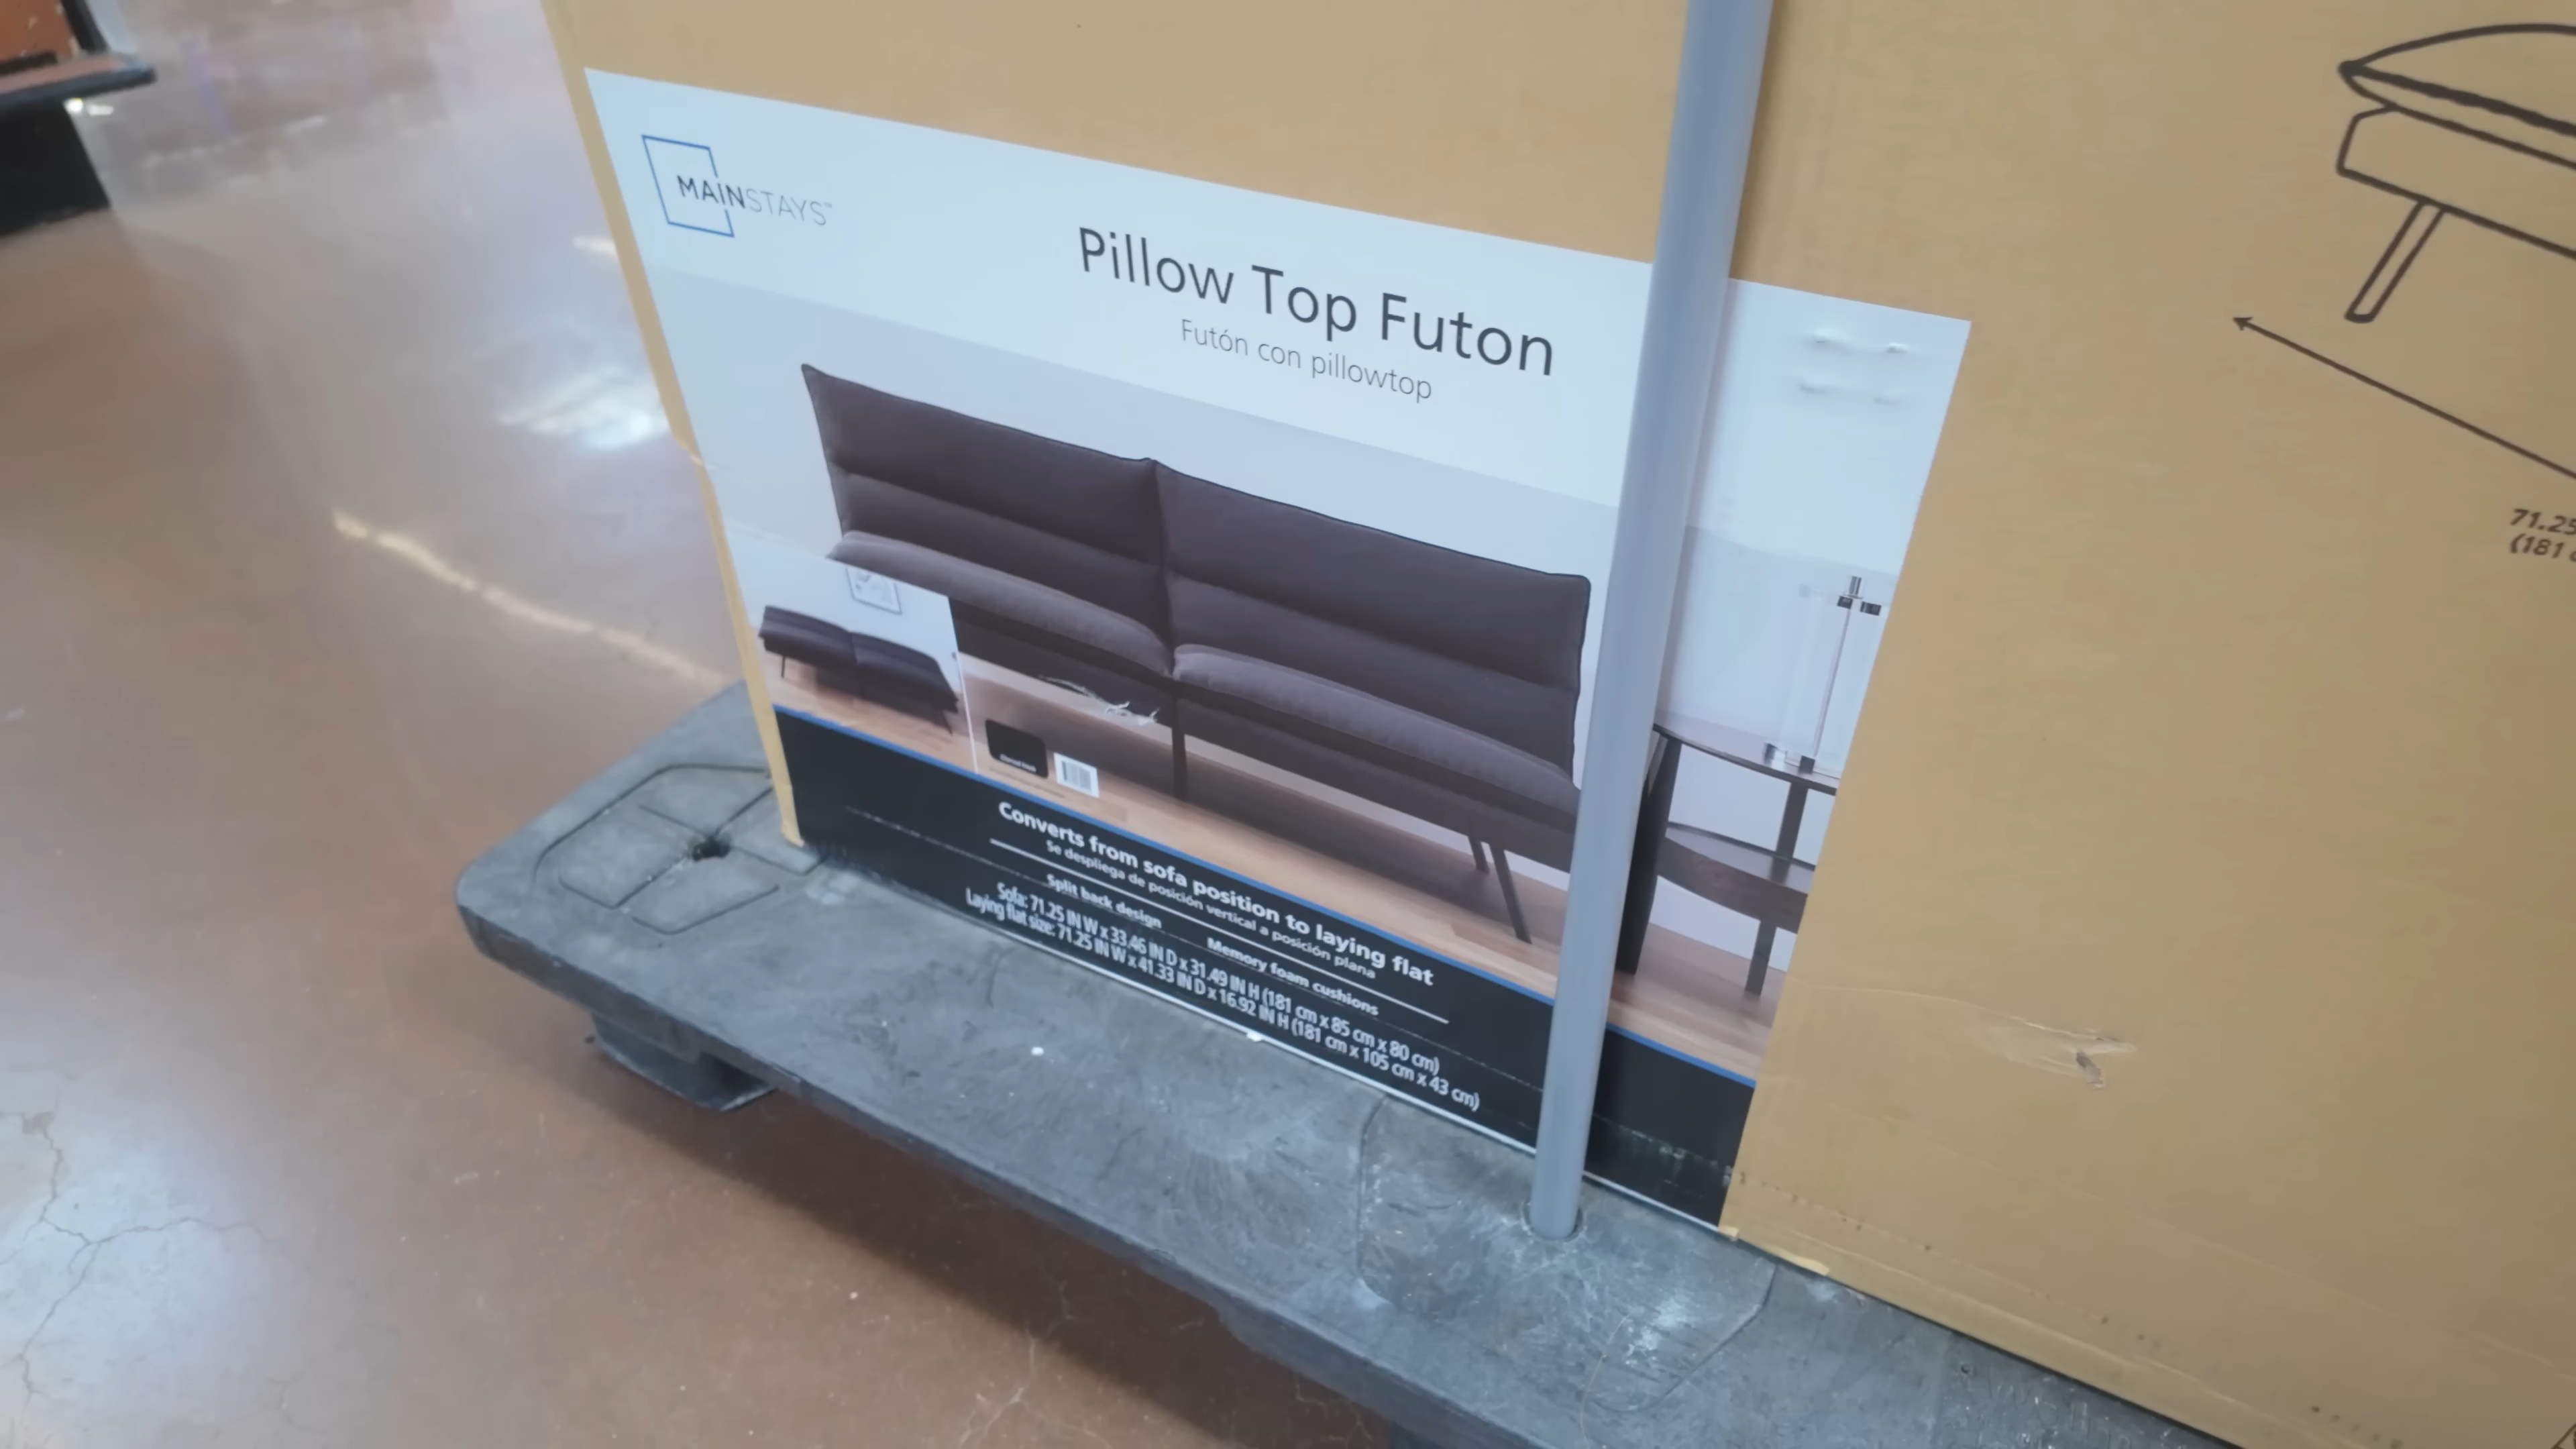 MAINSTAYS™
Pillow Top Futon
Futón con pillowtop
Converts from sofa position to laying flat
Se despliega de posición vertical a posición plana
Split back design
Memory foam cushions
Sofa: 71.25 IN W x 33.46 IN D x 31.49 IN H (181 cm x 85 cm x 80 cm)
Laying flat size: 71.25 IN W x 41.33 IN D x 16.92 IN H (181 cm x 105 cm x 43 cm)
71.25
(181